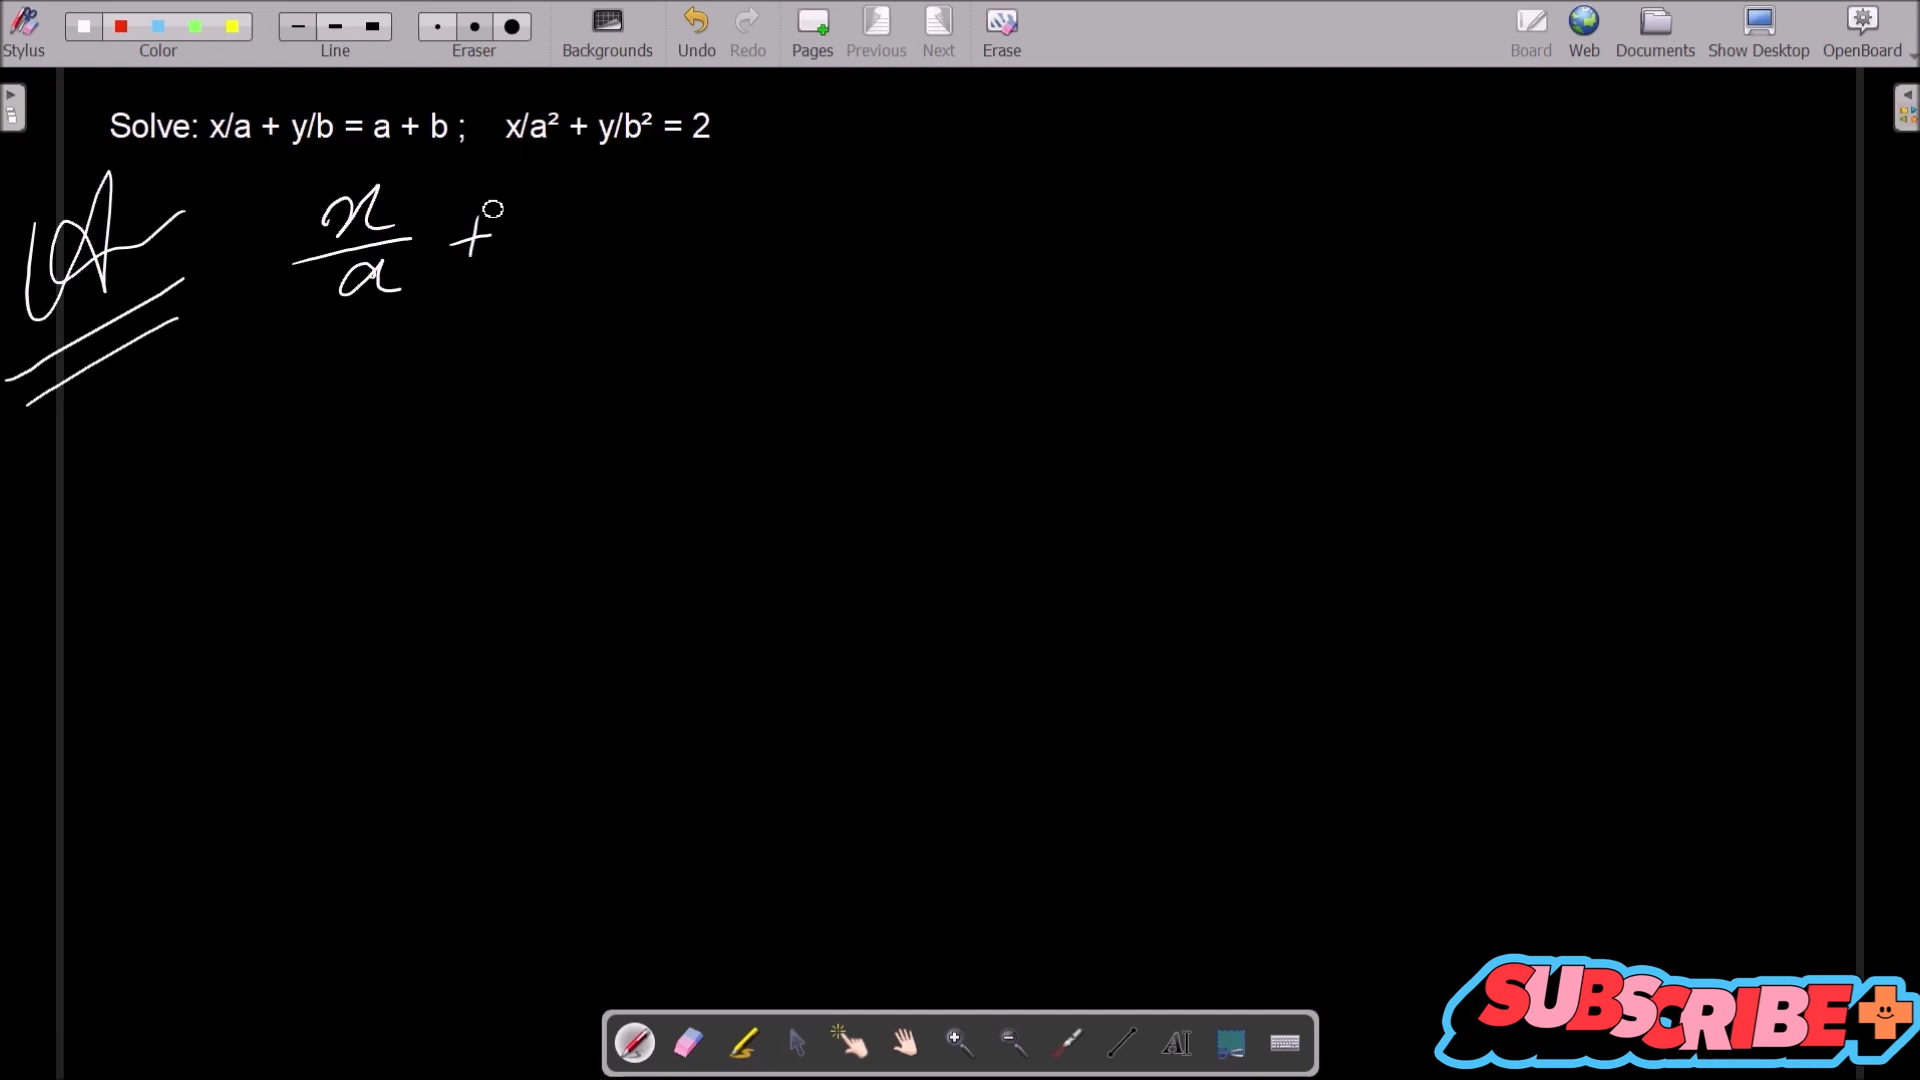 Stylus Color Line Eraser Backgrounds Undo Redo Pages Previous Next Erase Board Web Documents Show Desktop OpenBoard
Solve: x/a + y/b = a + b ;    x/a² + y/b² = 2
x
a
+
AI
SUBSCRIBE